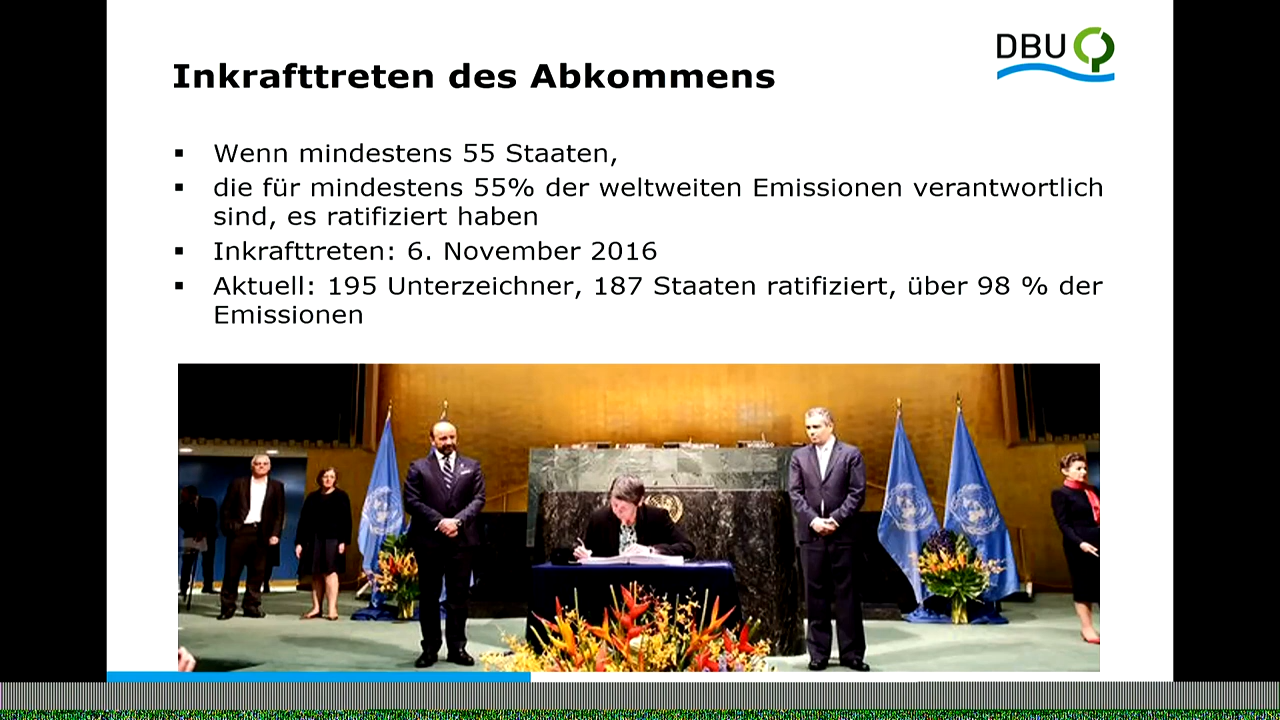 DBU
Inkrafttreten des Abkommens
▪ Wenn mindestens 55 Staaten,
▪ die für mindestens 55% der weltweiten Emissionen verantwortlich
sind, es ratifiziert haben
▪ Inkrafttreten: 6. November 2016
▪ Aktuell: 195 Unterzeichner, 187 Staaten ratifiziert, über 98 % der
Emissionen